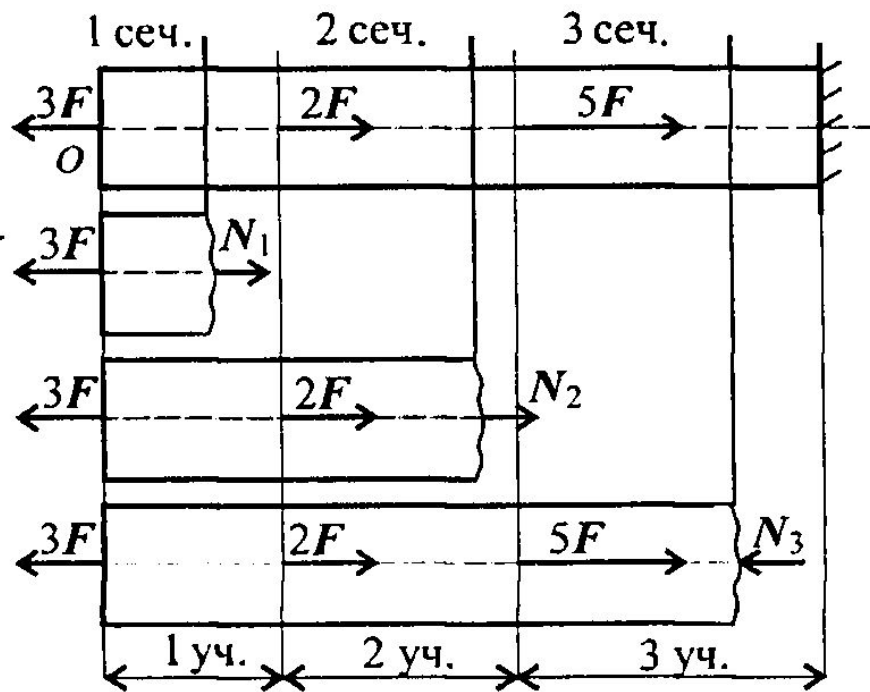 1 сеч. 2 сеч. 3 сеч.
3F 2F 5F
O
3F N₁
3F 2F N₂
3F 2F 5F N₃
1 уч. 2 уч. 3 уч.